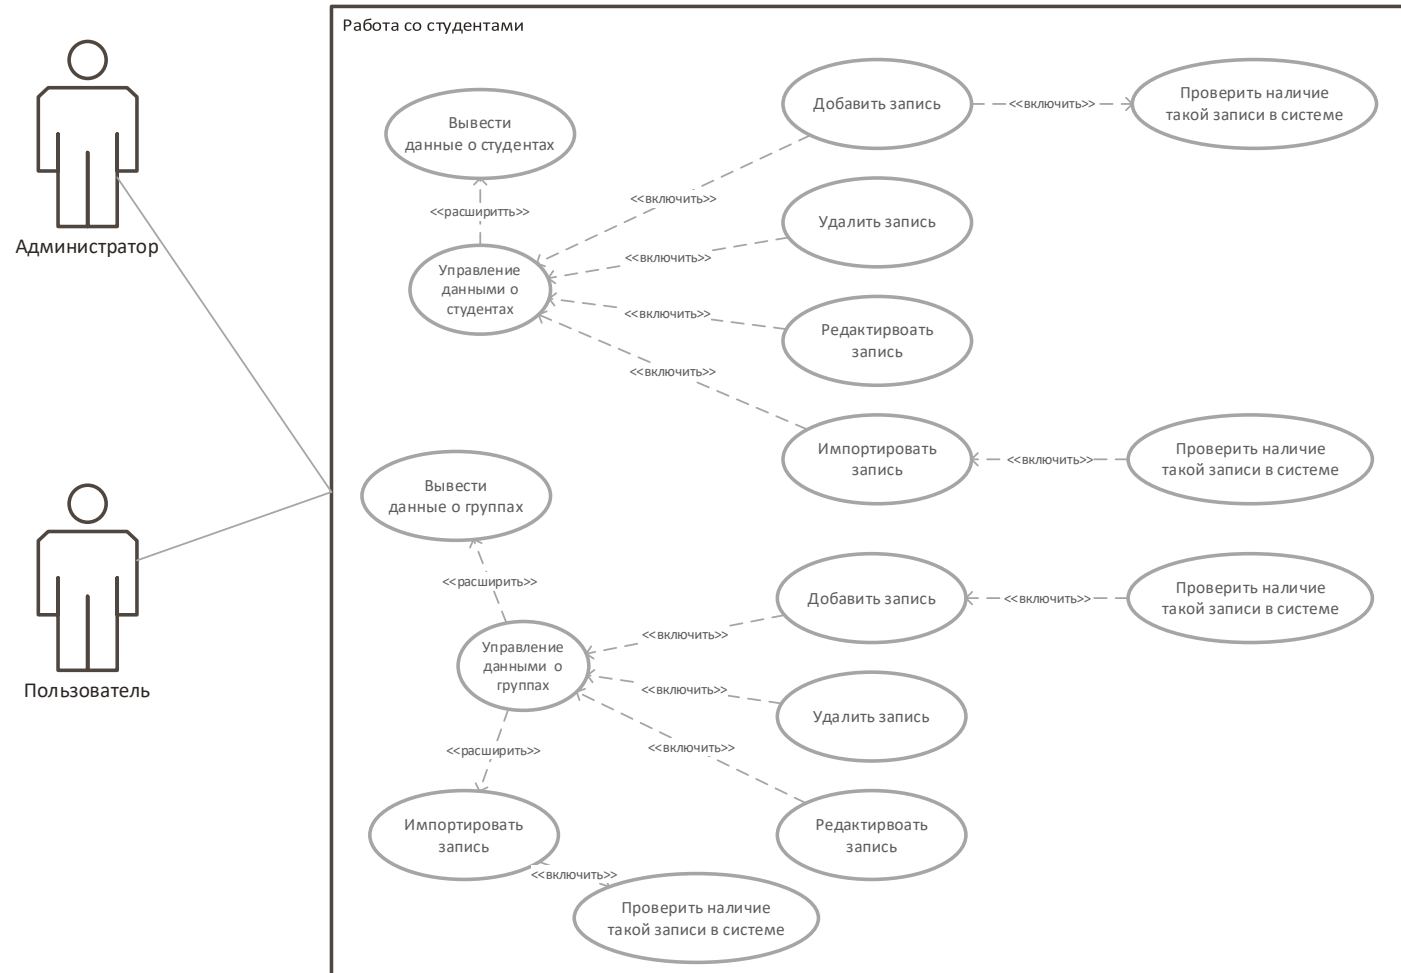 Работа со студентами
Администратор
Пользователь
Вывести
данные о студентах
<<расширитть>>
Управление
данными о
студентах
Добавить запись
<<включить>>
Проверить наличие
такой записи в системе
<<включить>>
Удалить запись
<<включить>>
<<включить>>
Редактирвоать
запись
<<включить>>
Импортировать
запись
<<включить>>
Проверить наличие
такой записи в системе
Вывести
данные о группах
<<расширить>>
Управление
данными о
группах
Добавить запись
<<включить>>
Проверить наличие
такой записи в системе
<<включить>>
Удалить запись
<<включить>>
Редактирвоать
запись
<<расширить>>
Импортировать
запись
<<включить>>
Проверить наличие
такой записи в системе